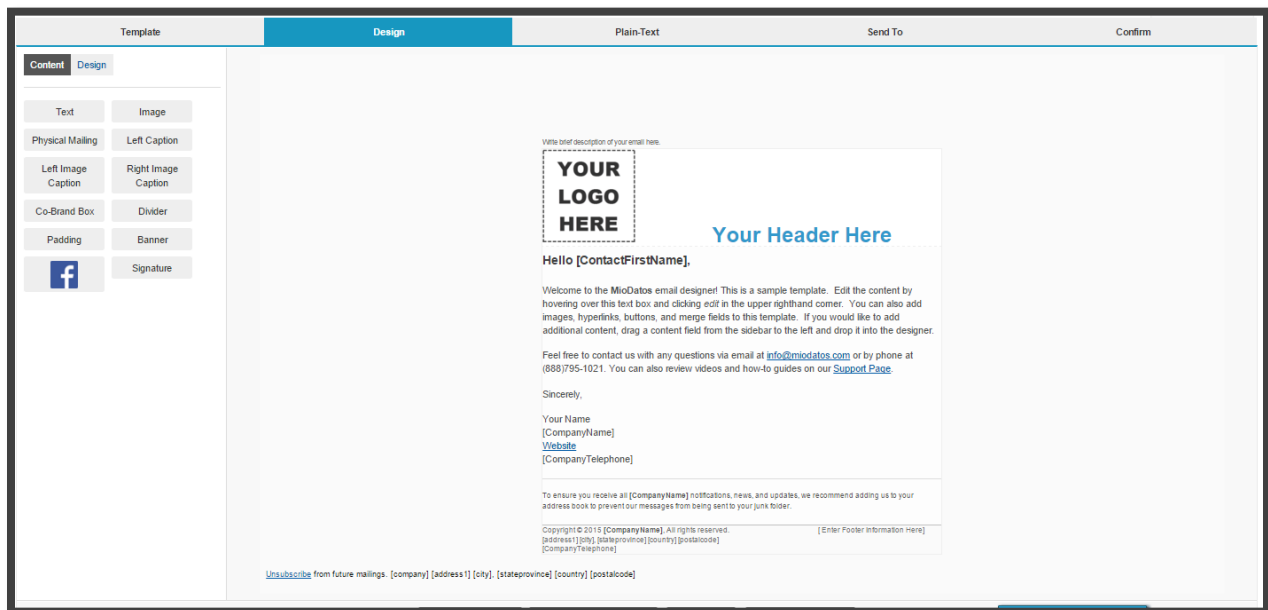 Template Design Plain-Text Send To Confirm
Content Design
Text Image
Physical Mailing Left Caption
Left Image Caption Right Image Caption
Co-Brand Box Divider
Padding Banner
f Signature
Write brief description of your email here.
YOUR
LOGO
HERE
Your Header Here
Hello [ContactFirstName],
Welcome to the MioDatos email designer! This is a sample template. Edit the content by
hovering over this text box and clicking edit in the upper righthand corner. You can also add
images, hyperlinks, buttons, and merge fields to this template. If you would like to add
additional content, drag a content field from the sidebar to the left and drop it into the designer.
Feel free to contact us with any questions via email at info@miodatos.com or by phone at
(888)795-1021. You can also review videos and how-to guides on our Support Page.
Sincerely,
Your Name
[CompanyName]
Website
[CompanyTelephone]
To ensure you receive all [CompanyName] notifications, news, and updates, we recommend adding us to your
address book to prevent our messages from being sent to your junk folder.
Copyright © 2015 [CompanyName], All rights reserved. [ Enter Footer Information Here]
[address1] [city], [stateprovince] [country] [postalcode]
[CompanyTelephone]
Unsubscribe from future mailings. [company] [address1] [city], [stateprovince] [country] [postalcode]